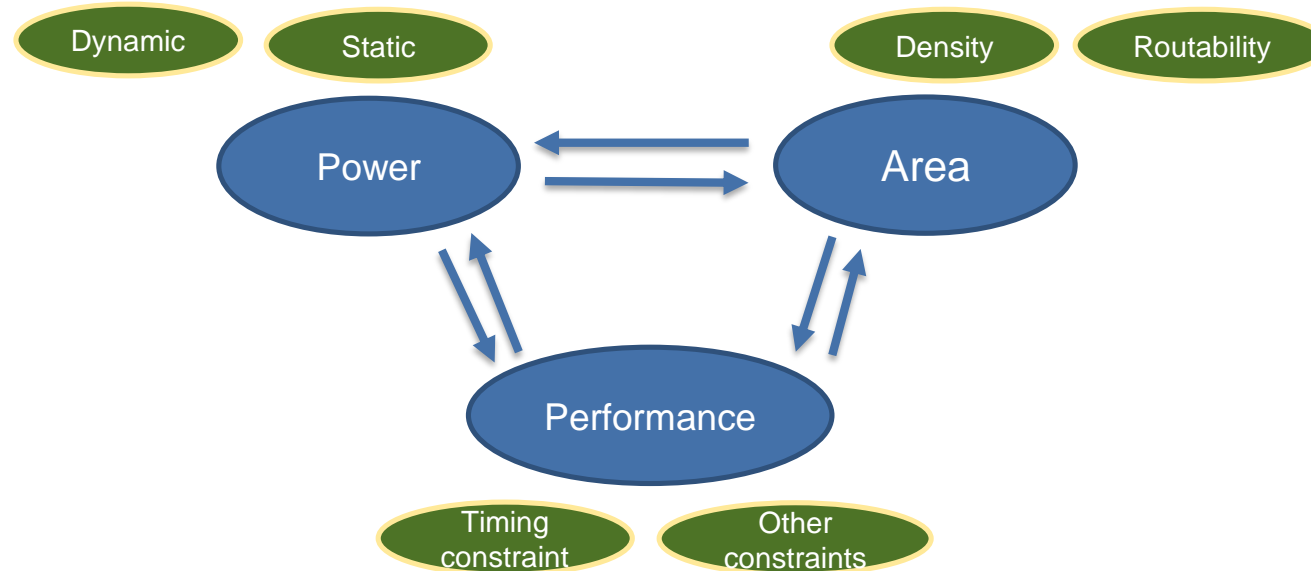 Dynamic
Static
Density
Routability
Power
Area
Performance
Timing
constraint
Other
constraints